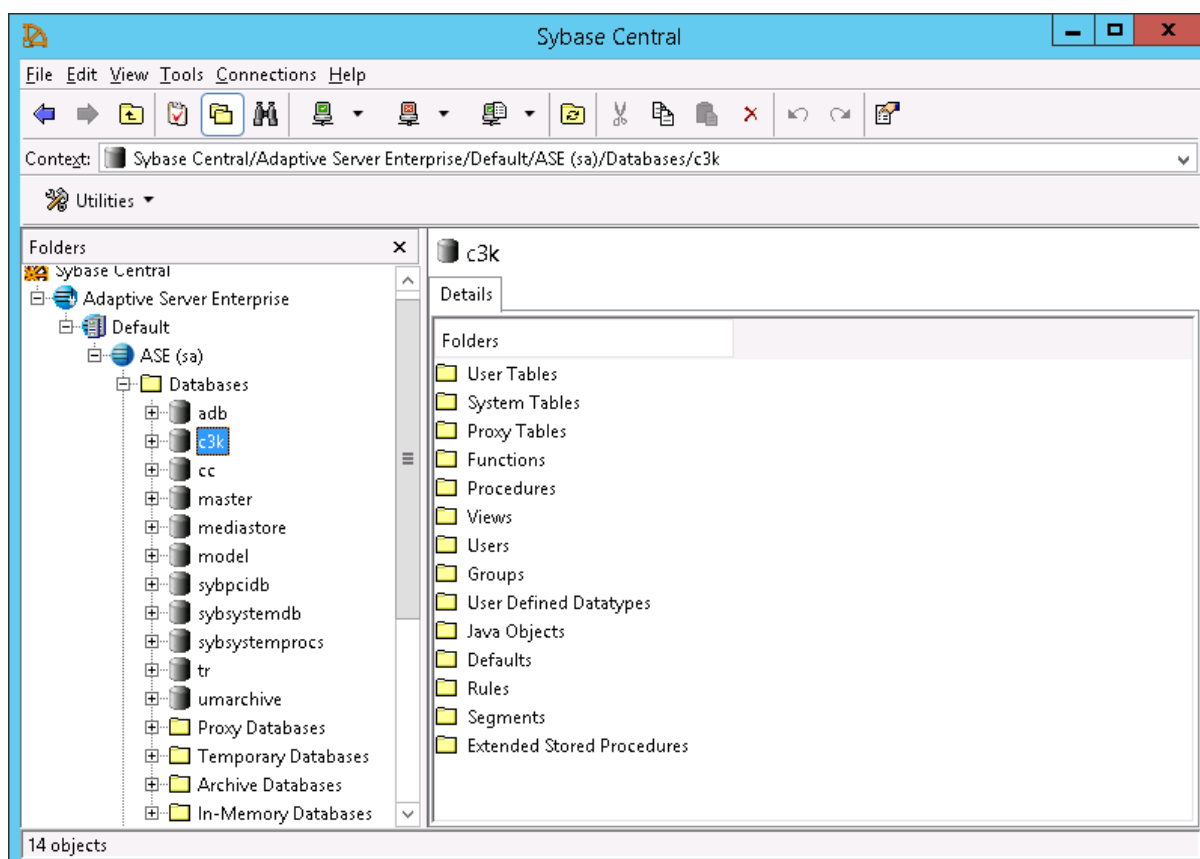 Sybase Central
File Edit View Tools Connections Help
Context: Sybase Central/Adaptive Server Enterprise/Default/ASE (sa)/Databases/c3k
Utilities
Folders
Sybase Central
Adaptive Server Enterprise
Default
ASE (sa)
Databases
adb
c3k
cc
master
mediastore
model
sybpcidb
sybsystemdb
sybsystemprocs
tr
umarchive
Proxy Databases
Temporary Databases
Archive Databases
In-Memory Databases
c3k
Details
Folders
User Tables
System Tables
Proxy Tables
Functions
Procedures
Views
Users
Groups
User Defined Datatypes
Java Objects
Defaults
Rules
Segments
Extended Stored Procedures
14 objects